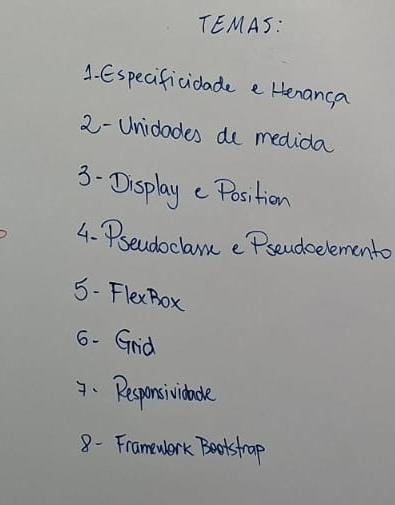 TEMAS:
1-Especificidade e Herança
2- Unidades de medida
3- Display e Position
4- Pseudoclasse e Pseudoelemento
5- FlexBox
6- Grid
7- Responsividade
8- Framework Bootstrap